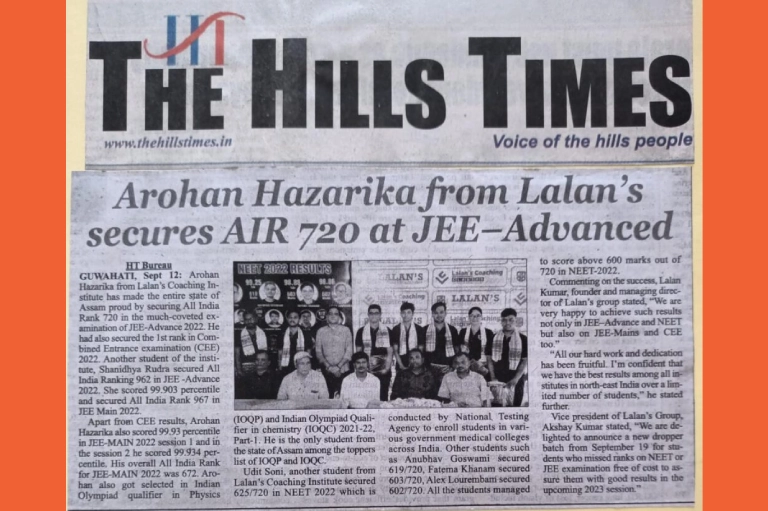 HT
THE HILLS TIMES
www.thehillstimes.in
Voice of the hills people
Arohan Hazarika from Lalan's
secures AIR 720 at JEE–Advanced
HT Bureau
GUWAHATI, Sept 12: Arohan
Hazarika from Lalan's Coaching In-
stitute has made the entire state of
Assam proud by securing All India
Rank 720 in the much-coveted ex-
amination of JEE-Advance 2022. He
had also secured the 1st rank in Com-
bined Entrance examination (CEE)
2022. Another student of the insti-
tute, Shanidhya Rudra secured All
India Ranking 962 in JEE -Advance
2022. She scored 99.903 percentile
and secured All India Rank 967 in
JEE Main 2022.
Apart from CEE results, Arohan
Hazarika also scored 99.93 percentile
in JEE-MAIN 2022 session 1 and in
the session 2 he scored 99.934 per-
centile. His overall All India Rank
for JEE-MAIN 2022 was 672. Aro-
han also got selected in Indian
Olympiad qualifier in Physics
NEET 2022 RESULTS
LALAN'S
Lalan's Coaching
LALAN'S
(IOQP) and Indian Olympiad Quali-
fier in chemistry (IOQC) 2021-22,
Part-1. He is the only student from
the state of Assam among the toppers
list of IOQP and IOQC.
Udit Soni, another student from
Lalan's Coaching Institute secured
625/720 in NEET 2022 which is
conducted by National Testing
Agency to enroll students in vari-
ous government medical colleges
across India. Other students such
as Anubhav Goswami secured
619/720, Fatema Khanam secured
603/720, Alex Lourembam secured
602/720. All the students managed
to score above 600 marks out of
720 in NEET-2022.
Commenting on the success, Lalan
Kumar, founder and managing direc-
tor of Lalan's group stated, "We are
very happy to achieve such results
not only in JEE–Advance and NEET
but also on JEE-Mains and CEE
too."
"All our hard work and dedication
has been fruitful. I'm confident that
we have the best results among all in-
stitutes in north-east India over a lim-
ited number of students," he stated
further.
Vice president of Lalan's Group,
Akshay Kumar stated, "We are de-
lighted to announce a new dropper
batch from September 19 for stu-
dents who missed ranks on NEET or
JEE examination free of cost to as-
sure them with good results in the
upcoming 2023 session."